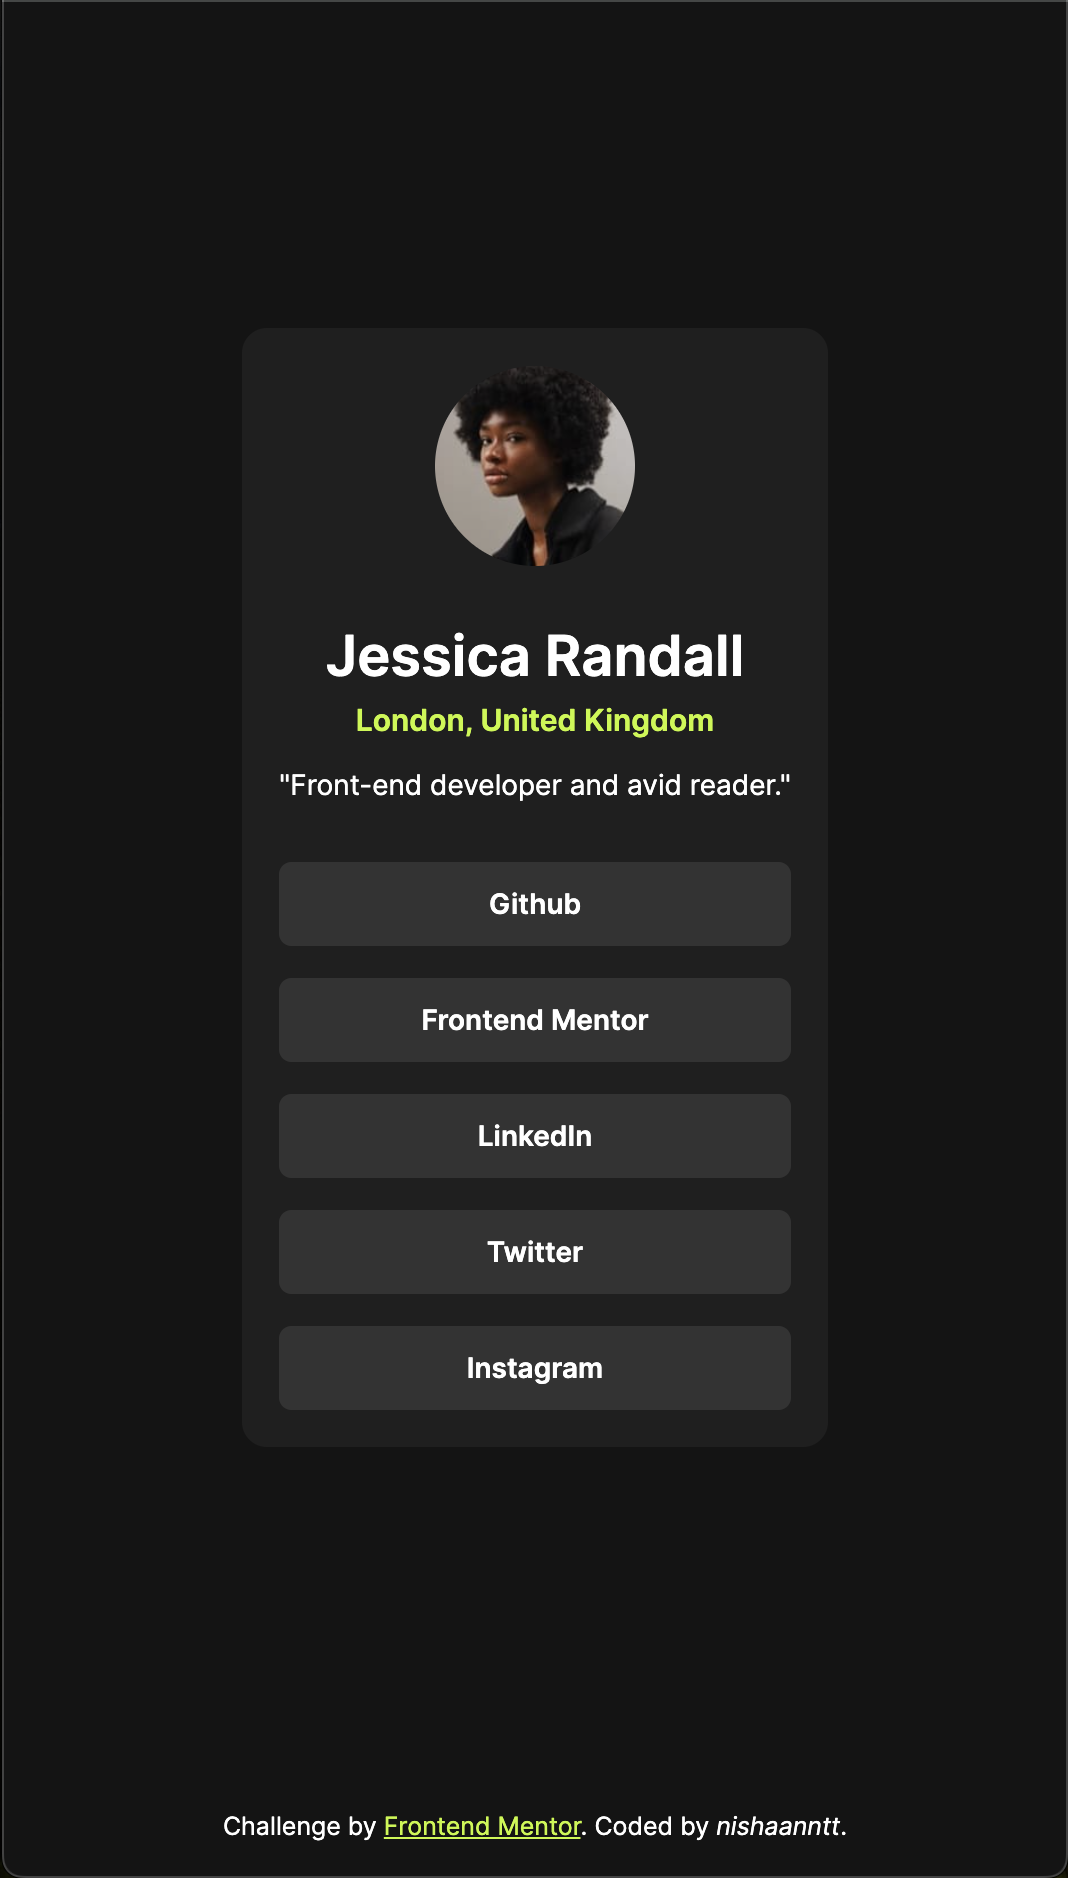 Jessica Randall
London, United Kingdom
"Front-end developer and avid reader."
Github
Frontend Mentor
LinkedIn
Twitter
Instagram
Challenge by Frontend Mentor. Coded by nishaanntt.